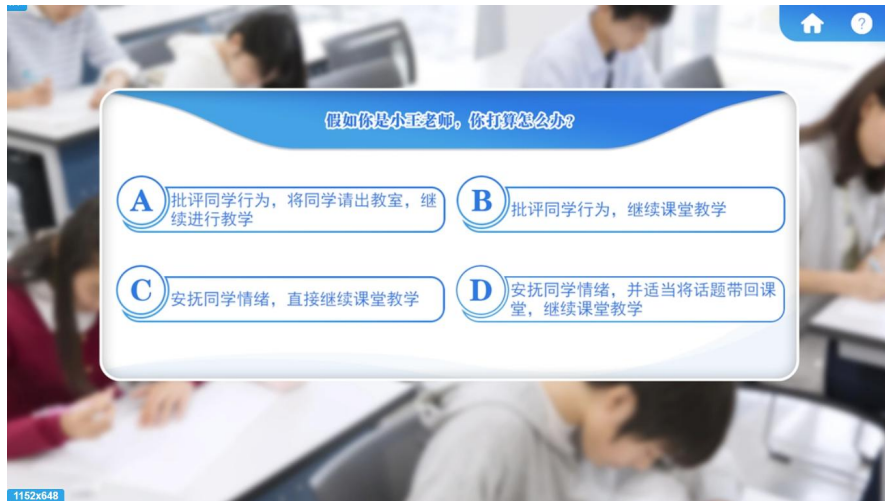 假如你是小王老师，你打算怎么办？
A
批评同学行为，将同学请出教室，继
续进行教学
B
批评同学行为，继续课堂教学
C
安抚同学情绪，直接继续课堂教学
D
安抚同学情绪，并适当将话题带回课
堂，继续课堂教学
1152x648